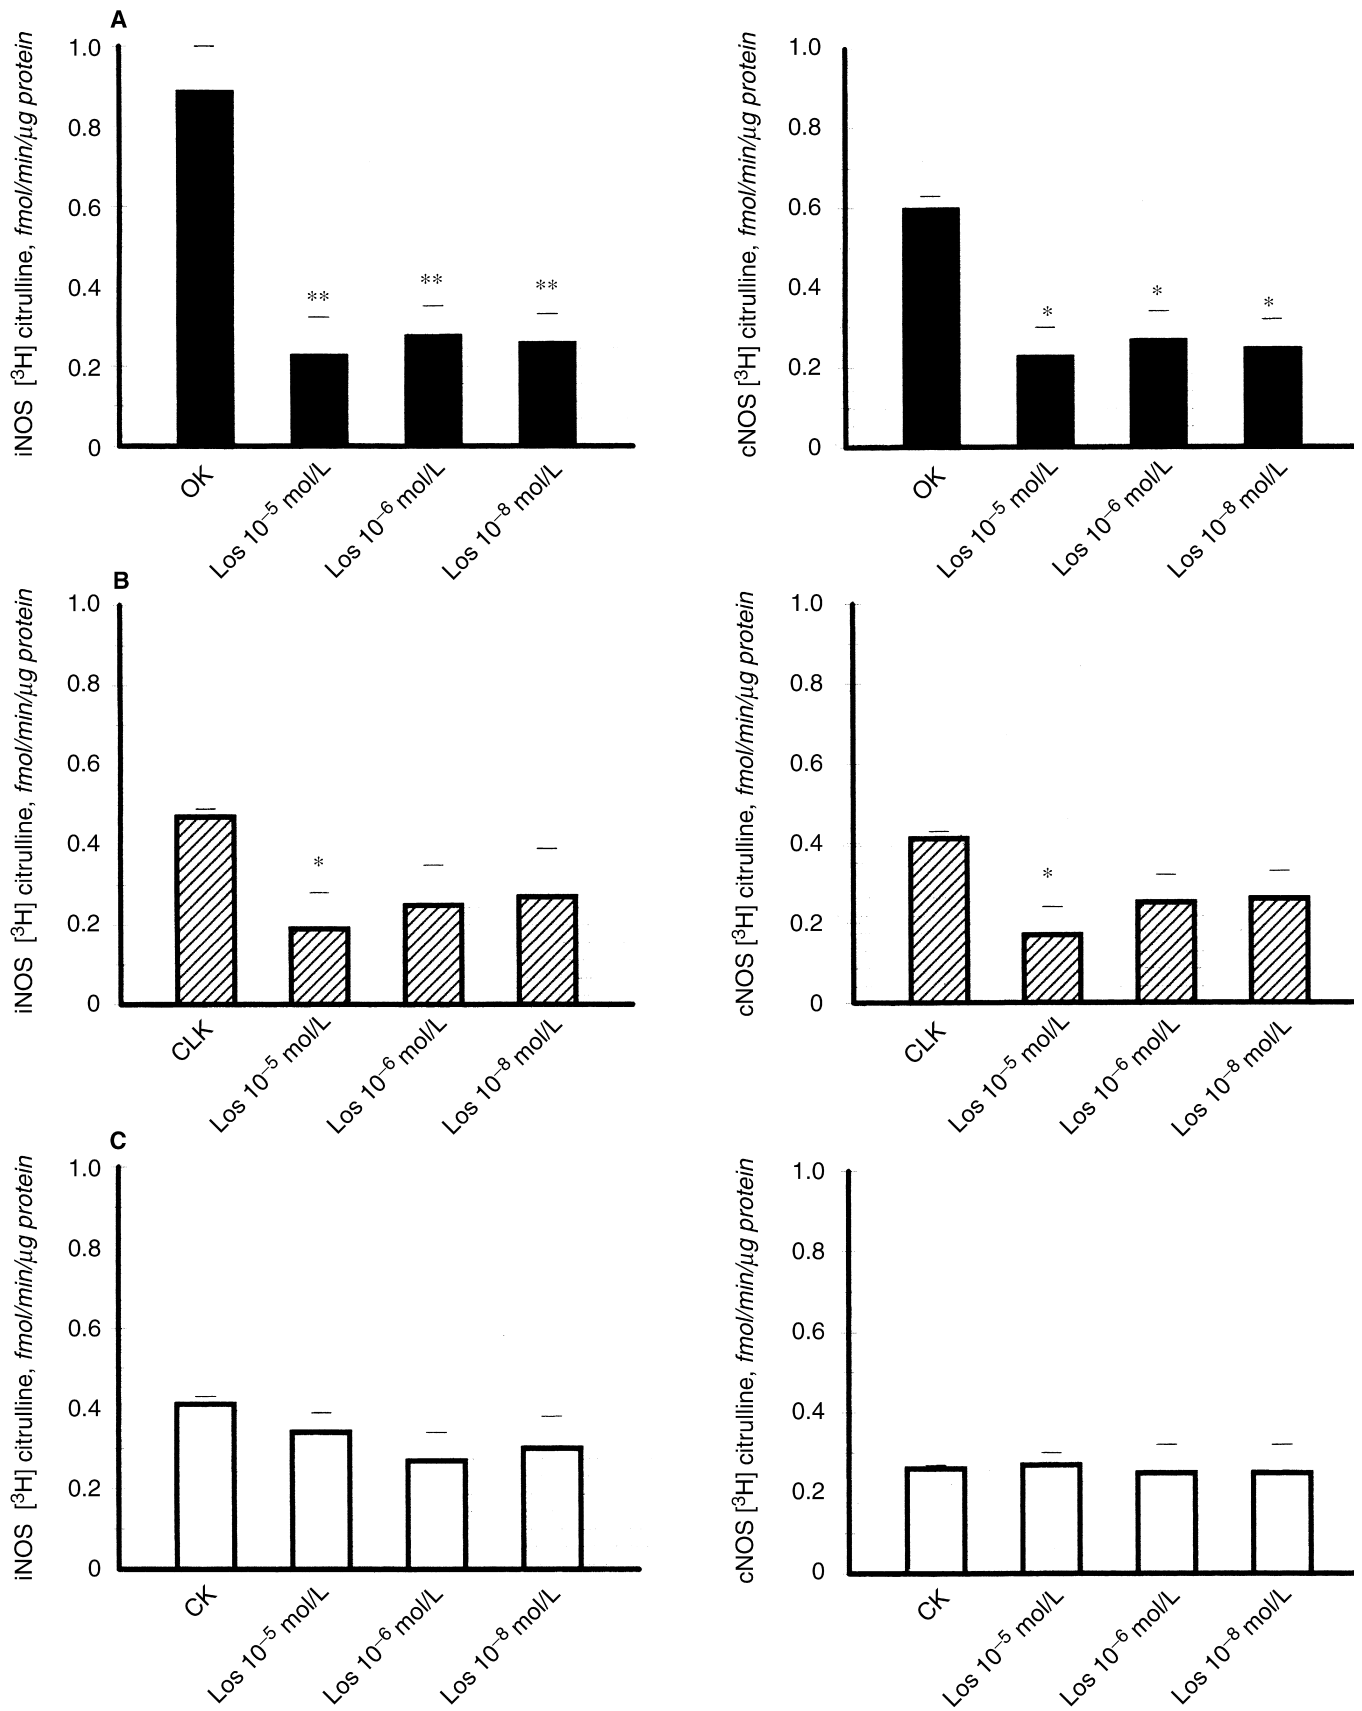 A
iNOS [³H] citrulline, fmol/min/µg protein
1.0
0.8
0.6
0.4
0.2
0
**
**
**
OK
Los 10⁻⁵ mol/L
Los 10⁻⁶ mol/L
Los 10⁻⁸ mol/L
cNOS [³H] citrulline, fmol/min/µg protein
1.0
0.8
0.6
0.4
0.2
0
*
*
*
OK
Los 10⁻⁵ mol/L
Los 10⁻⁶ mol/L
Los 10⁻⁸ mol/L
B
iNOS [³H] citrulline, fmol/min/µg protein
1.0
0.8
0.6
0.4
0.2
0
*
CLK
Los 10⁻⁵ mol/L
Los 10⁻⁶ mol/L
Los 10⁻⁸ mol/L
cNOS [³H] citrulline, fmol/min/µg protein
1.0
0.8
0.6
0.4
0.2
0
*
CLK
Los 10⁻⁵ mol/L
Los 10⁻⁶ mol/L
Los 10⁻⁸ mol/L
C
iNOS [³H] citrulline, fmol/min/µg protein
1.0
0.8
0.6
0.4
0.2
0
CK
Los 10⁻⁵ mol/L
Los 10⁻⁶ mol/L
Los 10⁻⁸ mol/L
cNOS [³H] citrulline, fmol/min/µg protein
1.0
0.8
0.6
0.4
0.2
0
CK
Los 10⁻⁵ mol/L
Los 10⁻⁶ mol/L
Los 10⁻⁸ mol/L